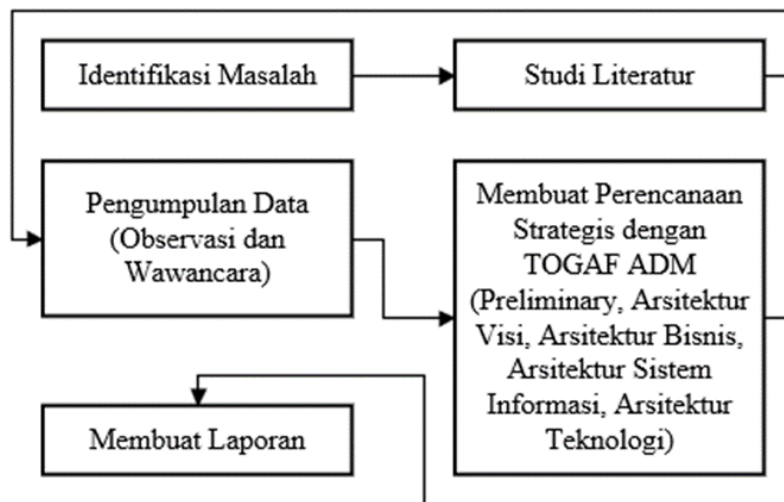 Identifikasi Masalah
Studi Literatur
Pengumpulan Data
(Observasi dan
Wawancara)
Membuat Perencanaan
Strategis dengan
TOGAF ADM
(Preliminary, Arsitektur
Visi, Arsitektur Bisnis,
Arsitektur Sistem
Informasi, Arsitektur
Teknologi)
Membuat Laporan